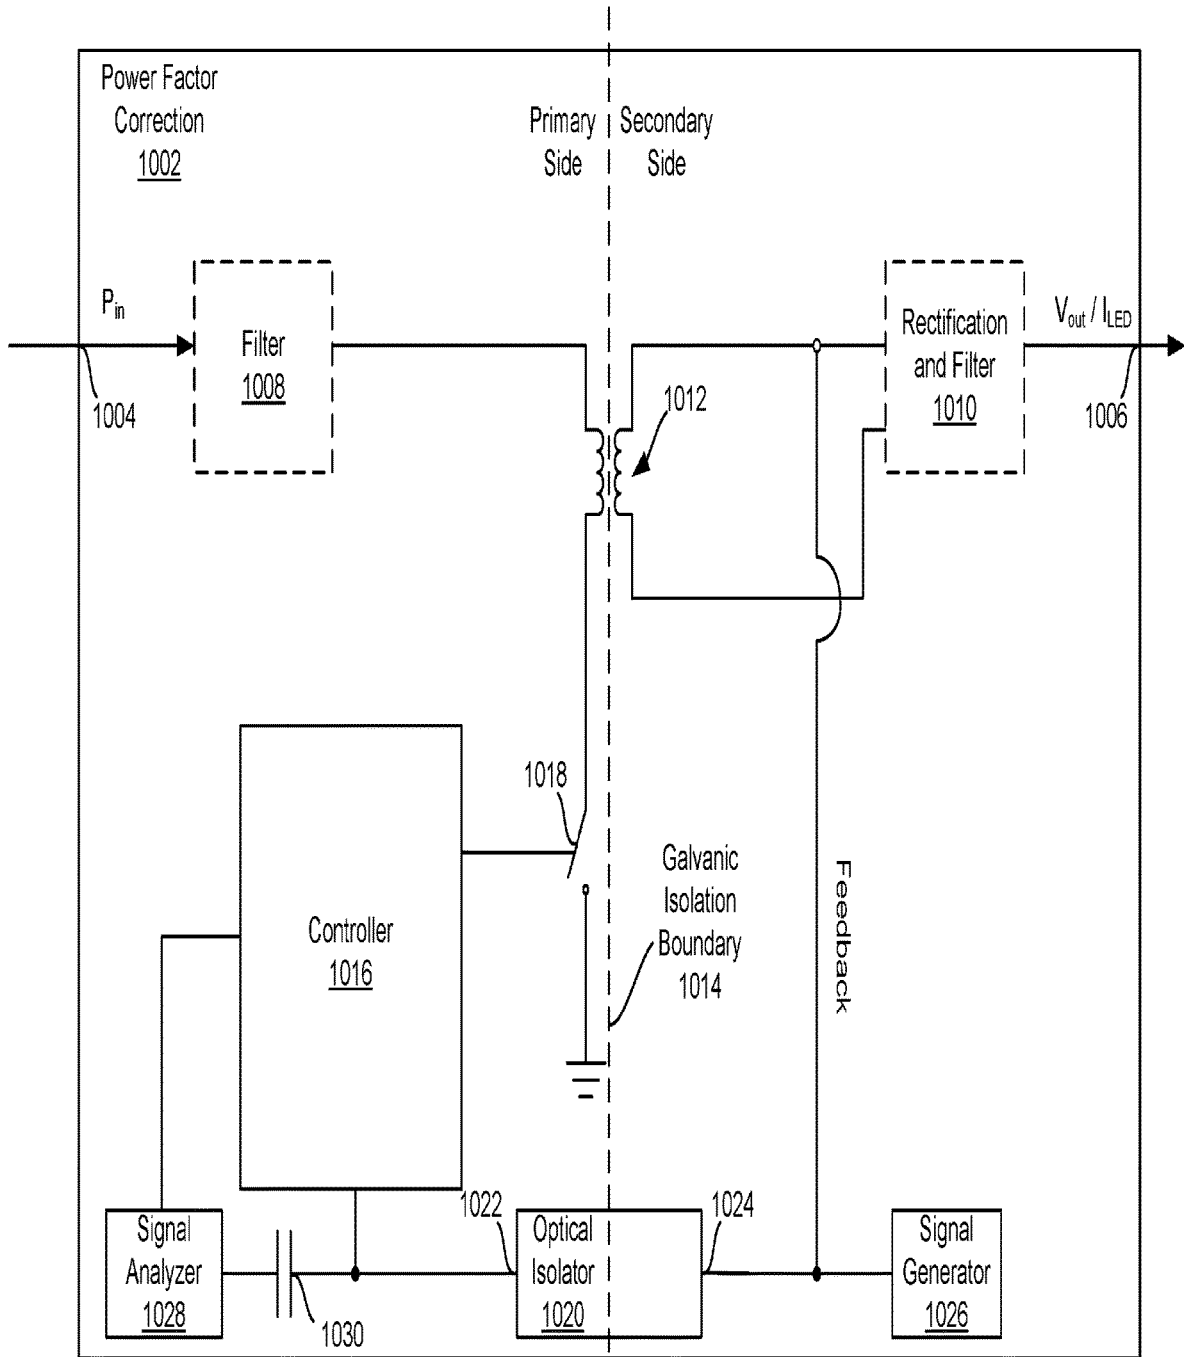 Power Factor
Correction
1002
Primary
Side
Secondary
Side
Pin
1004
Filter
1008
1012
Rectification
and Filter
1010
Vout / ILED
1006
1018
Controller
1016
Galvanic
Isolation
Boundary
1014
Feedback
Signal
Analyzer
1028
1030
1022
Optical
Isolator
1020
1024
Signal
Generator
1026